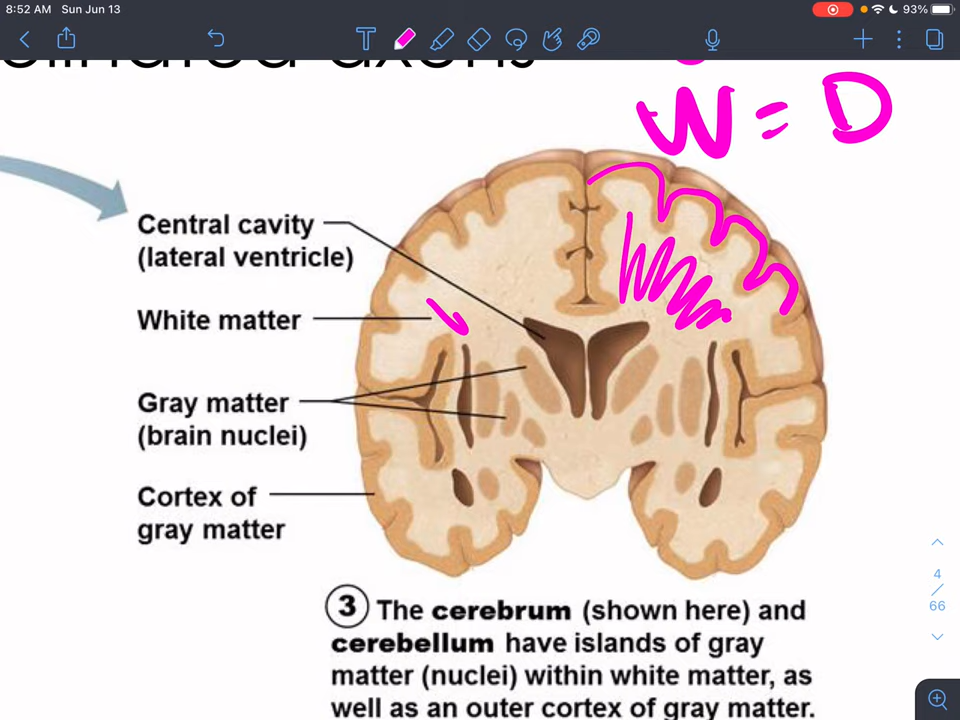 8:52 AM Sun Jun 13
93%
T
W = D
Central cavity
(lateral ventricle)
White matter
Gray matter
(brain nuclei)
Cortex of
gray matter
4
/
66
3 The cerebrum (shown here) and
cerebellum have islands of gray
matter (nuclei) within white matter, as
well as an outer cortex of gray matter.